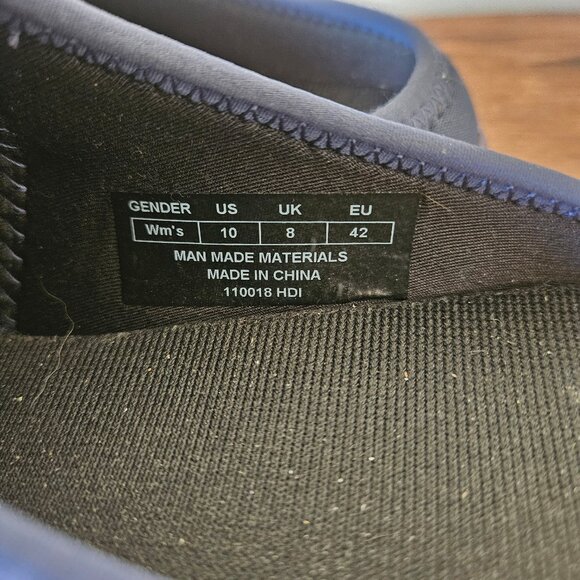 GENDER US UK EU
Wm's 10 8 42
MAN MADE MATERIALS
MADE IN CHINA
110018 HDI